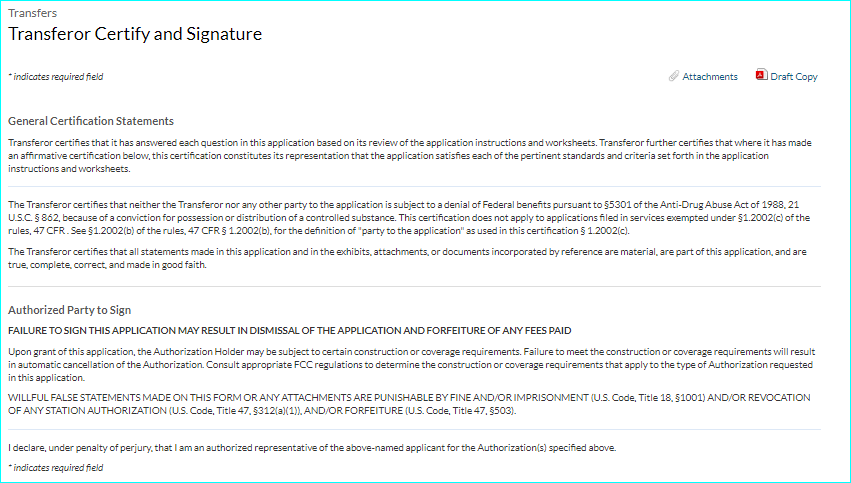 Transfers
Transferor Certify and Signature
* indicates required field
Attachments
Draft Copy
General Certification Statements
Transferor certifies that it has answered each question in this application based on its review of the application instructions and worksheets. Transferor further certifies that where it has made
an affirmative certification below, this certification constitutes its representation that the application satisfies each of the pertinent standards and criteria set forth in the application
instructions and worksheets.
The Transferor certifies that neither the Transferor nor any other party to the application is subject to a denial of Federal benefits pursuant to §5301 of the Anti-Drug Abuse Act of 1988, 21
U.S.C. § 862, because of a conviction for possession or distribution of a controlled substance. This certification does not apply to applications filed in services exempted under §1.2002(c) of the
rules, 47 CFR . See §1.2002(b) of the rules, 47 CFR § 1.2002(b), for the definition of "party to the application" as used in this certification § 1.2002(c).
The Transferor certifies that all statements made in this application and in the exhibits, attachments, or documents incorporated by reference are material, are part of this application, and are
true, complete, correct, and made in good faith.
Authorized Party to Sign
FAILURE TO SIGN THIS APPLICATION MAY RESULT IN DISMISSAL OF THE APPLICATION AND FORFEITURE OF ANY FEES PAID
Upon grant of this application, the Authorization Holder may be subject to certain construction or coverage requirements. Failure to meet the construction or coverage requirements will result
in automatic cancellation of the Authorization. Consult appropriate FCC regulations to determine the construction or coverage requirements that apply to the type of Authorization requested
in this application.
WILLFUL FALSE STATEMENTS MADE ON THIS FORM OR ANY ATTACHMENTS ARE PUNISHABLE BY FINE AND/OR IMPRISONMENT (U.S. Code, Title 18, §1001) AND/OR REVOCATION
OF ANY STATION AUTHORIZATION (U.S. Code, Title 47, §312(a)(1)), AND/OR FORFEITURE (U.S. Code, Title 47, §503).
I declare, under penalty of perjury, that I am an authorized representative of the above-named applicant for the Authorization(s) specified above.
* indicates required field